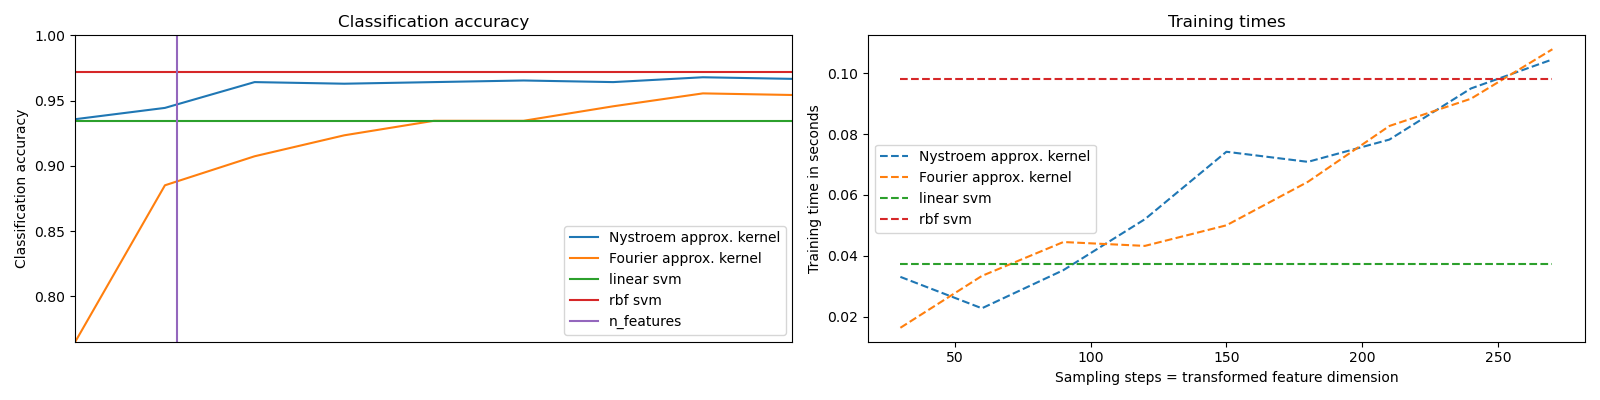 Classification accuracy
Classification accuracy
1.00
0.95
0.90
0.85
0.80
Nystroem approx. kernel
Fourier approx. kernel
linear svm
rbf svm
n_features
Training times
Training time in seconds
0.10
0.08
0.06
0.04
0.02
Nystroem approx. kernel
Fourier approx. kernel
linear svm
rbf svm
50 100 150 200 250
Sampling steps = transformed feature dimension